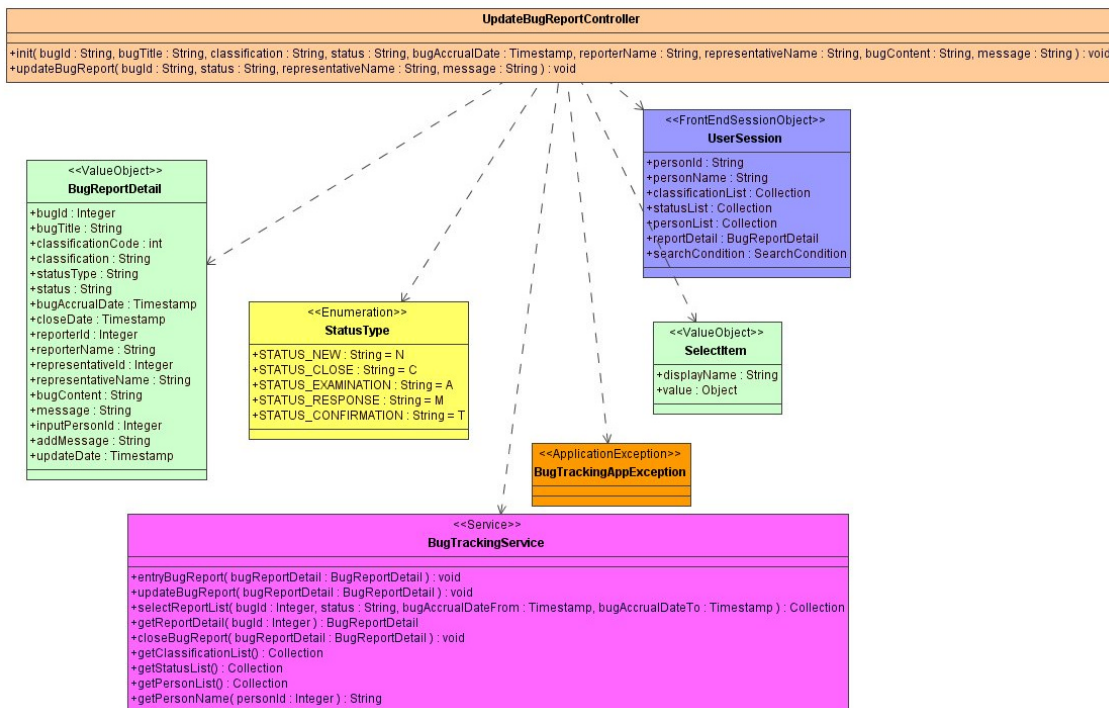 UpdateBugReportController
+init( bugId : String, bugTitle : String, classification : String, status : String, bugAccrualDate : Timestamp, reporterName : String, representativeName : String, bugContent : String, message : String ) : void
+updateBugReport( bugId : String, status : String, representativeName : String, message : String ) : void
<<FrontEndSessionObject>>
UserSession
+personId : String
+personName : String
+classificationList : Collection
+statusList : Collection
+personList : Collection
+reportDetail : BugReportDetail
+searchCondition : SearchCondition
<<ValueObject>>
BugReportDetail
+bugId : Integer
+bugTitle : String
+classificationCode : int
+classification : String
+statusType : String
+status : String
+bugAccrualDate : Timestamp
+closeDate : Timestamp
+reporterId : Integer
+reporterName : String
+representativeId : Integer
+representativeName : String
+bugContent : String
+message : String
+inputPersonId : Integer
+addMessage : String
+updateDate : Timestamp
<<Enumeration>>
StatusType
+STATUS_NEW : String = N
+STATUS_CLOSE : String = C
+STATUS_EXAMINATION : String = A
+STATUS_RESPONSE : String = M
+STATUS_CONFIRMATION : String = T
<<ValueObject>>
SelectItem
+displayName : String
+value : Object
<<ApplicationException>>
BugTrackingAppException
<<Service>>
BugTrackingService
+entryBugReport( bugReportDetail : BugReportDetail ) : void
+updateBugReport( bugReportDetail : BugReportDetail ) : void
+selectReportList( bugId : Integer, status : String, bugAccrualDateFrom : Timestamp, bugAccrualDateTo : Timestamp ) : Collection
+getReportDetail( bugId : Integer ) : BugReportDetail
+closeBugReport( bugReportDetail : BugReportDetail ) : void
+getClassificationList() : Collection
+getStatusList() : Collection
+getPersonList() : Collection
+getPersonName( personId : Integer ) : String